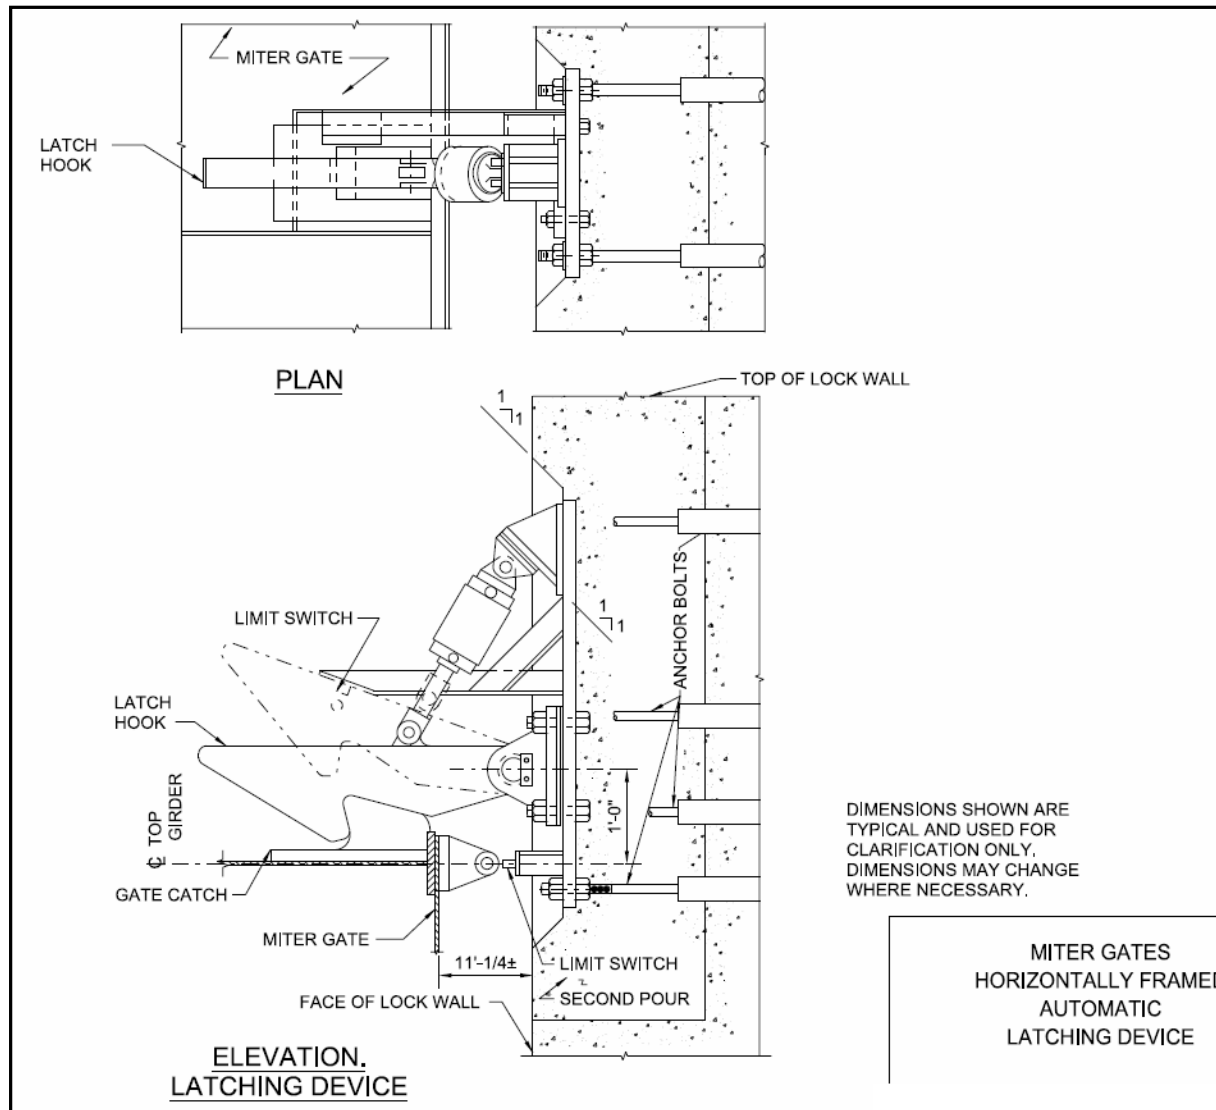 MITER GATE
LATCH
HOOK
PLAN
TOP OF LOCK WALL
1
1
LIMIT SWITCH
1
1
ANCHOR BOLTS
LATCH
HOOK
℄ TOP
GIRDER
1'-0"
GATE CATCH
MITER GATE
11'-1/4±
LIMIT SWITCH
SECOND POUR
FACE OF LOCK WALL
ELEVATION.
LATCHING DEVICE
DIMENSIONS SHOWN ARE
TYPICAL AND USED FOR
CLARIFICATION ONLY,
DIMENSIONS MAY CHANGE
WHERE NECESSARY.
MITER GATES
HORIZONTALLY FRAMED
AUTOMATIC
LATCHING DEVICE